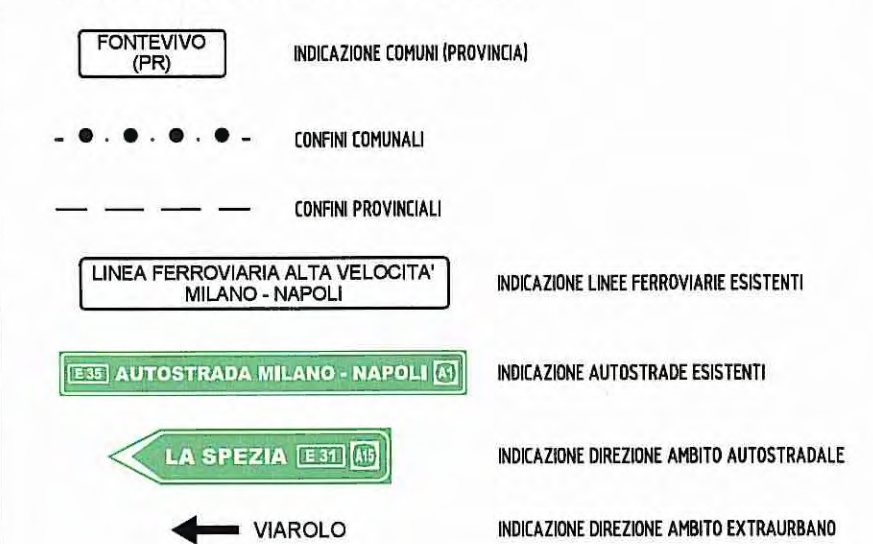 FONTEVIVO
(PR)
INDICAZIONE COMUNI (PROVINCIA)
CONFINI COMUNALI
CONFINI PROVINCIALI
LINEA FERROVIARIA ALTA VELOCITA'
MILANO - NAPOLI
INDICAZIONE LINEE FERROVIARIE ESISTENTI
E 35 AUTOSTRADA MILANO - NAPOLI A1
INDICAZIONE AUTOSTRADE ESISTENTI
LA SPEZIA E 31 A15
INDICAZIONE DIREZIONE AMBITO AUTOSTRADALE
VIAROLO
INDICAZIONE DIREZIONE AMBITO EXTRAURBANO